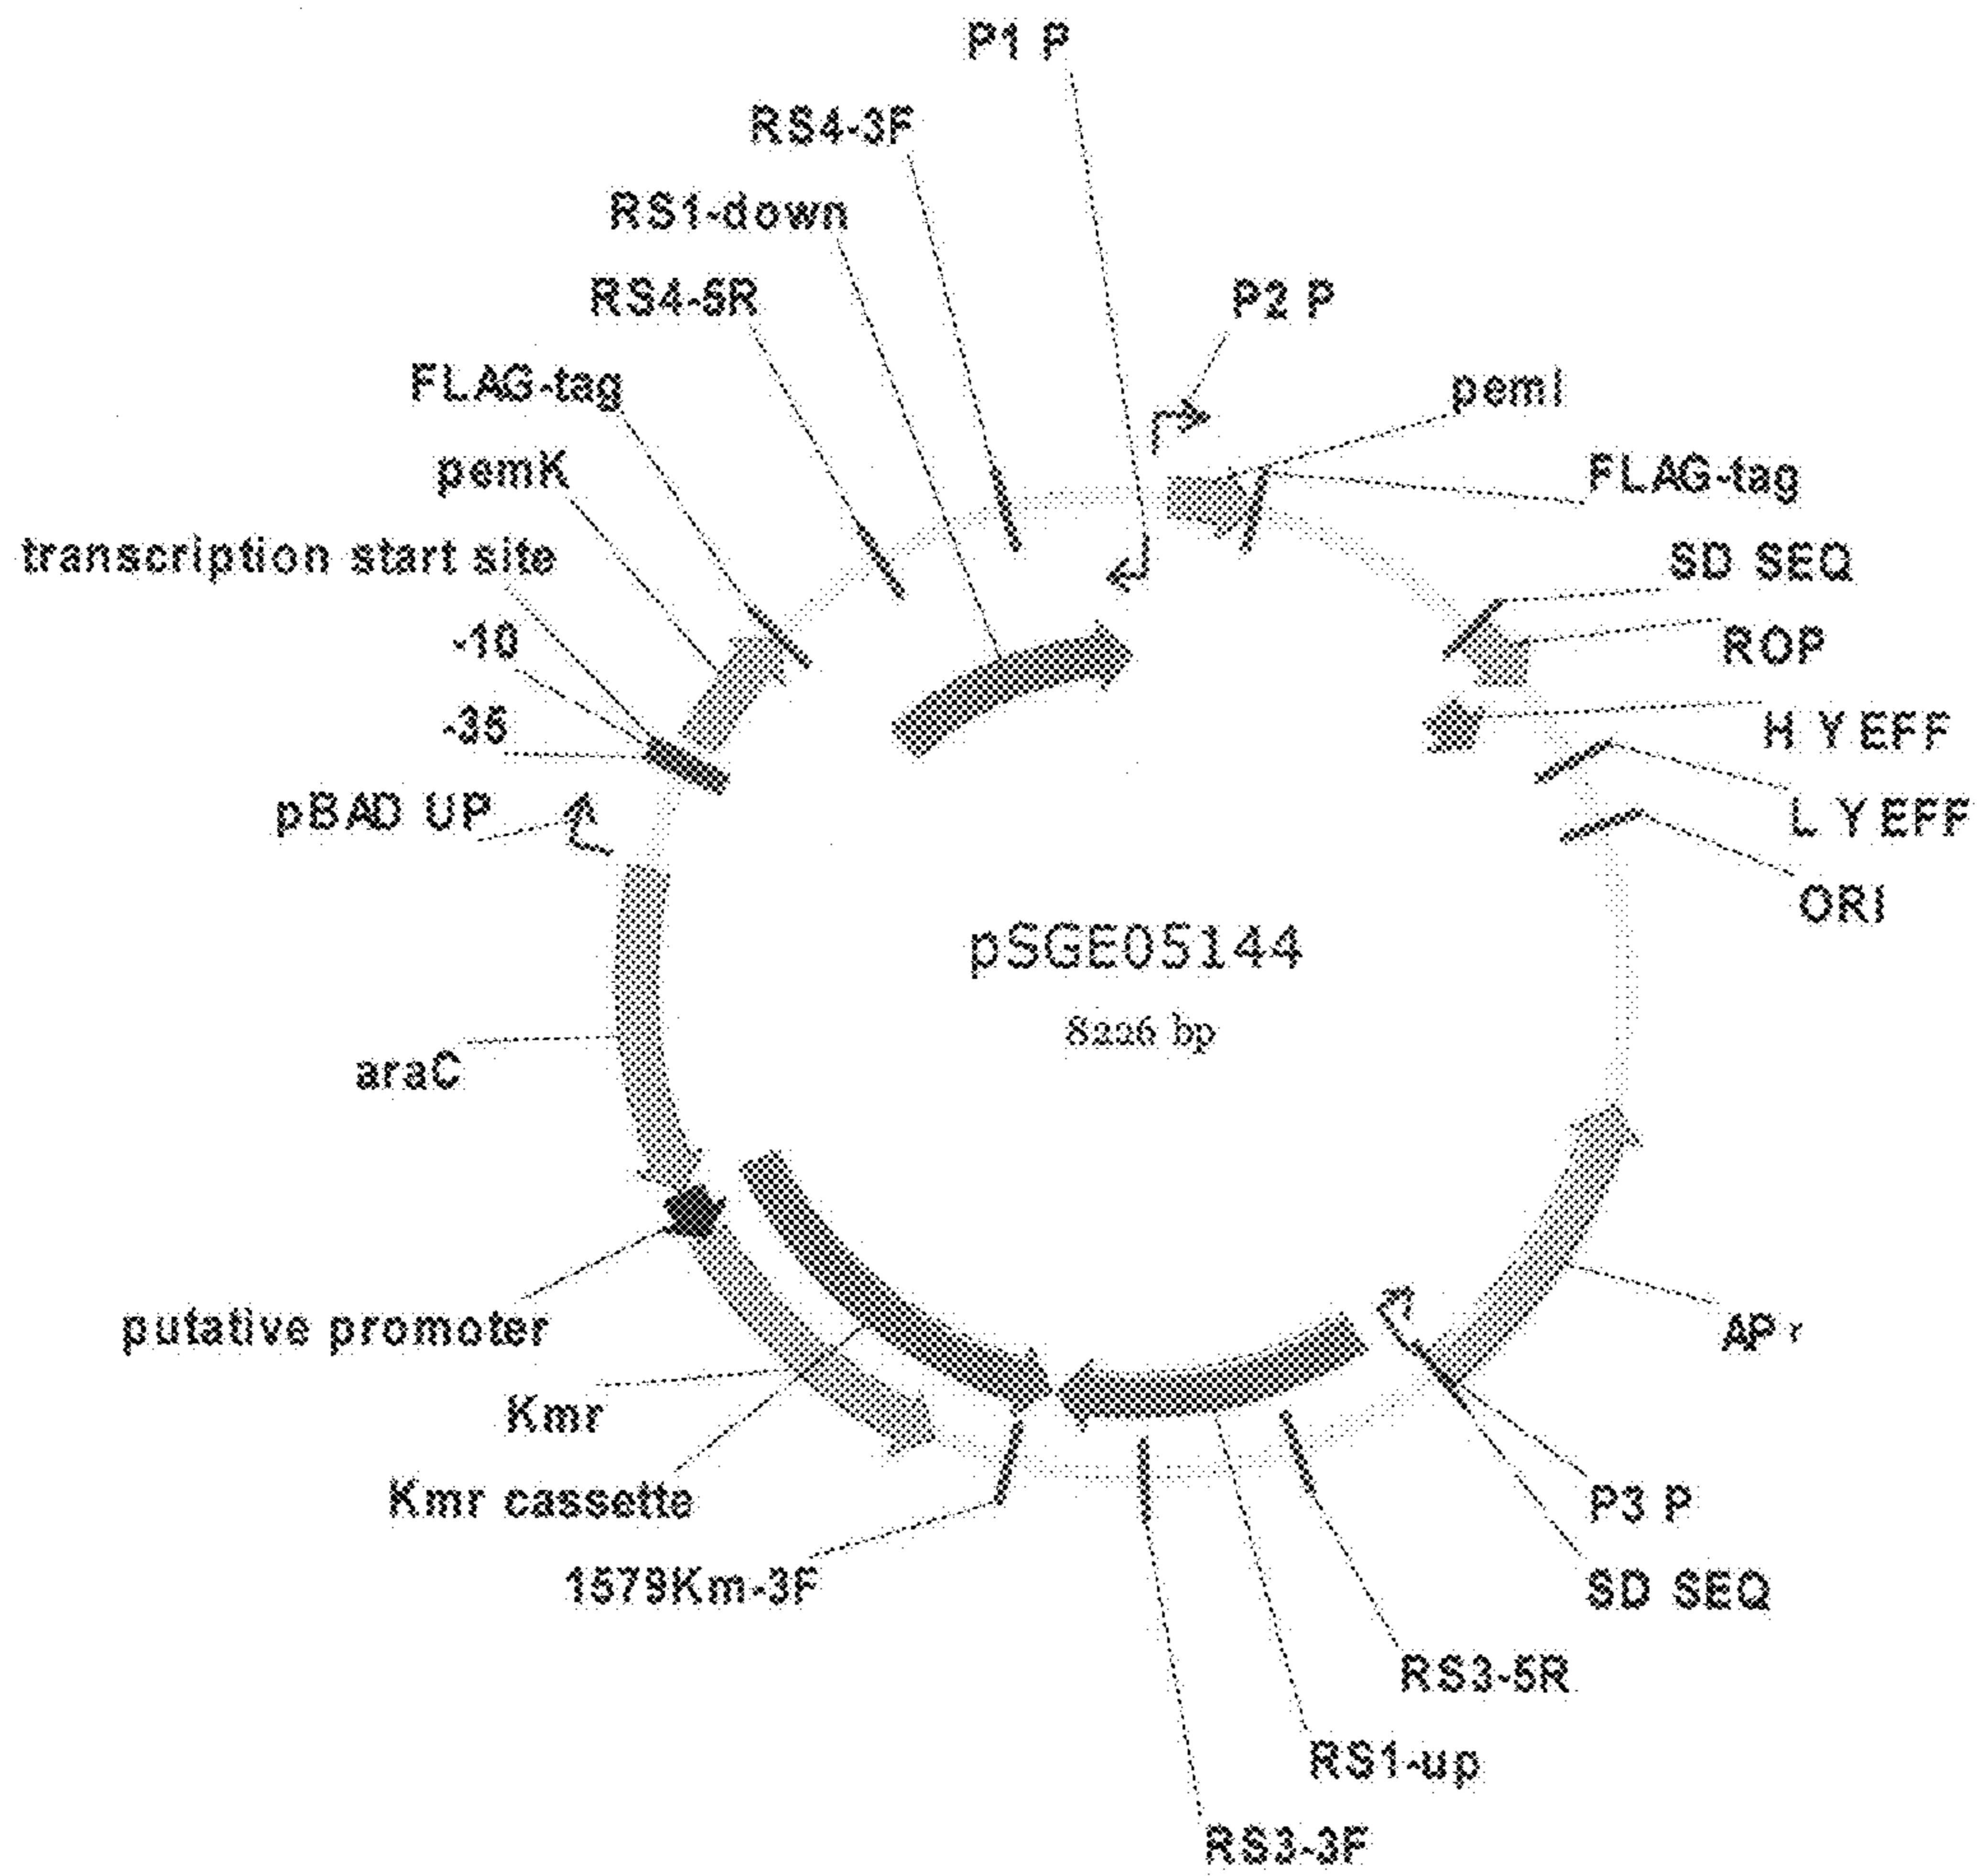 P1 P
RS4-3F
RS1-down
RS4-5R
P2 P
FLAG-tag
pemI
pemK
FLAG-tag
transcription start site
SD SEQ
-10
ROP
-35
H Y EFF
pBAD UP
L Y EFF
ORI
pSGE05144
8226 bp
araC
putative promoter
APr
Kmr
Kmr cassette
P3 P
1579Km-3F
SD SEQ
RS3-5R
RS1-up
RS3-3F